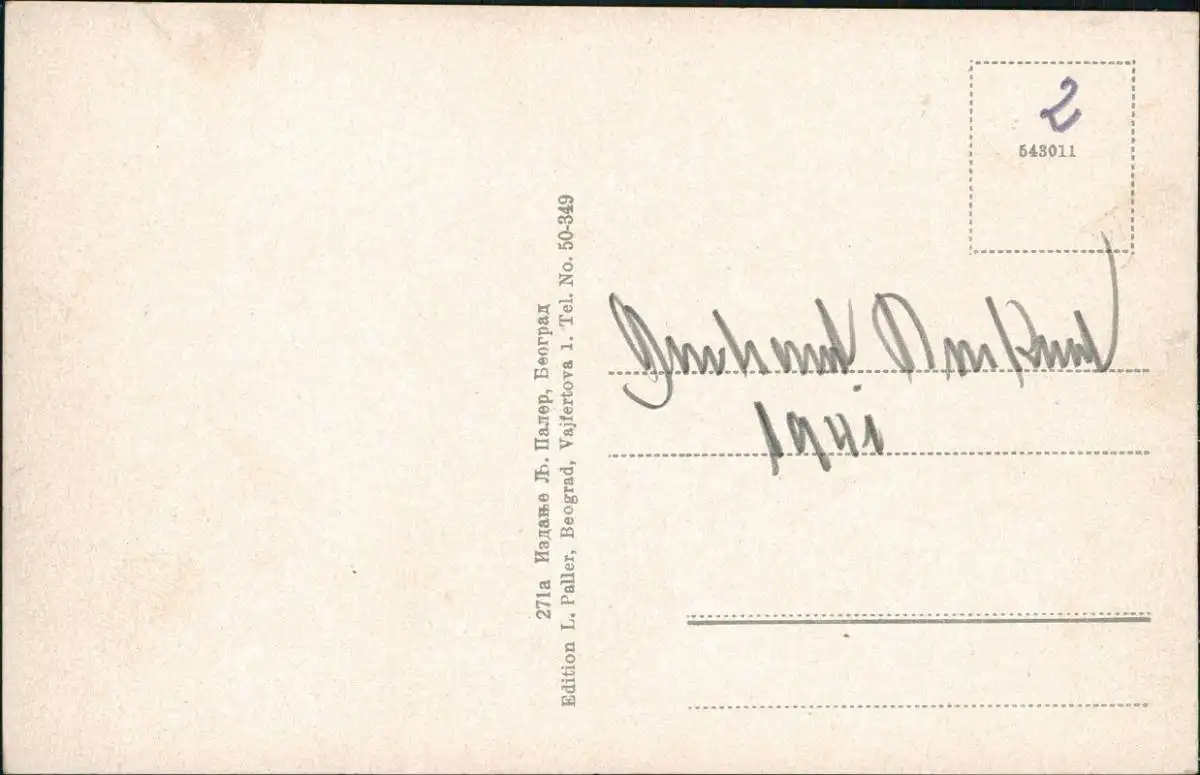 2
543011
271a Издање Љ. Палер, Београд
Edition L. Paller, Beograd, Vajfertova 1. Tel. No. 50-349
1941